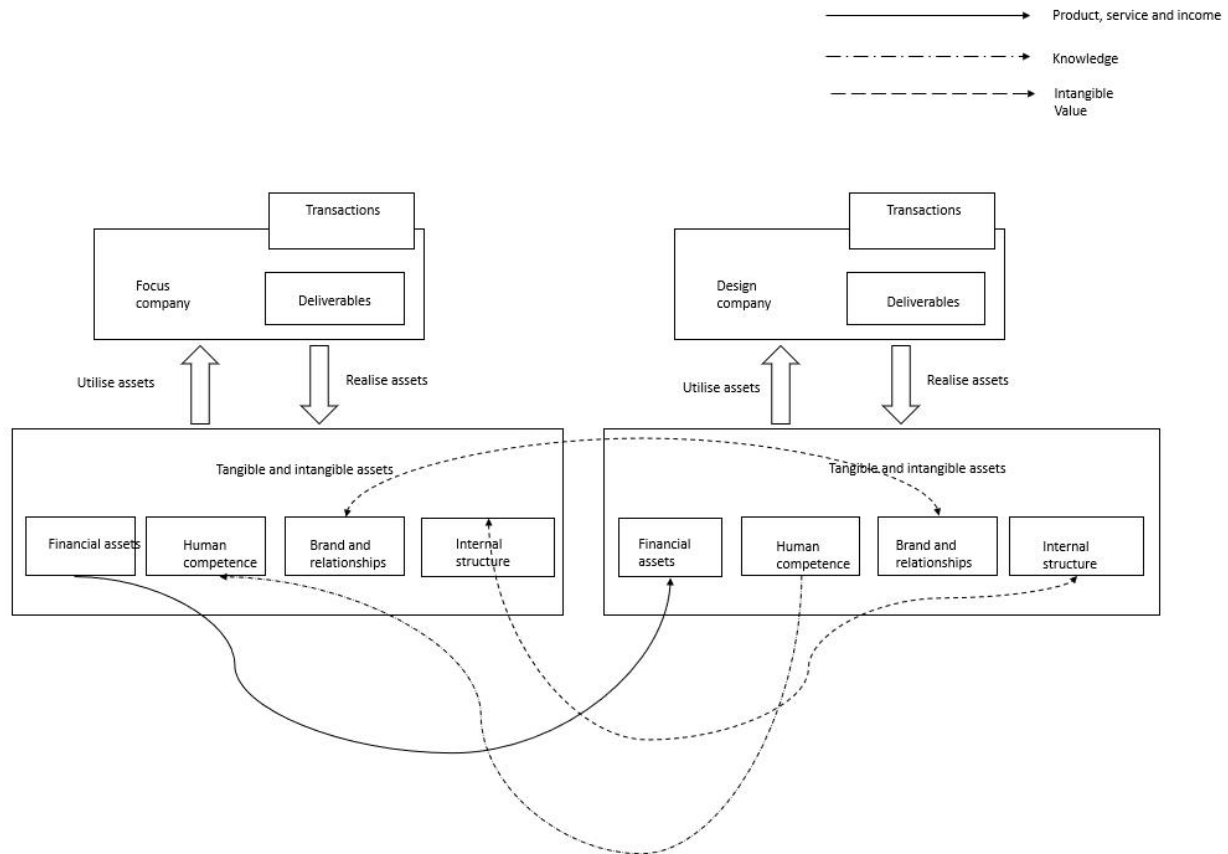 Product, service and income
Knowledge
Intangible
Value
Transactions
Focus
company
Deliverables
Utilise assets
Realise assets
Tangible and intangible assets
Financial assets
Human
competence
Brand and
relationships
Internal
structure
Transactions
Design
company
Deliverables
Utilise assets
Realise assets
Tangible and intangible assets
Financial
assets
Human
competence
Brand and
relationships
Internal
structure